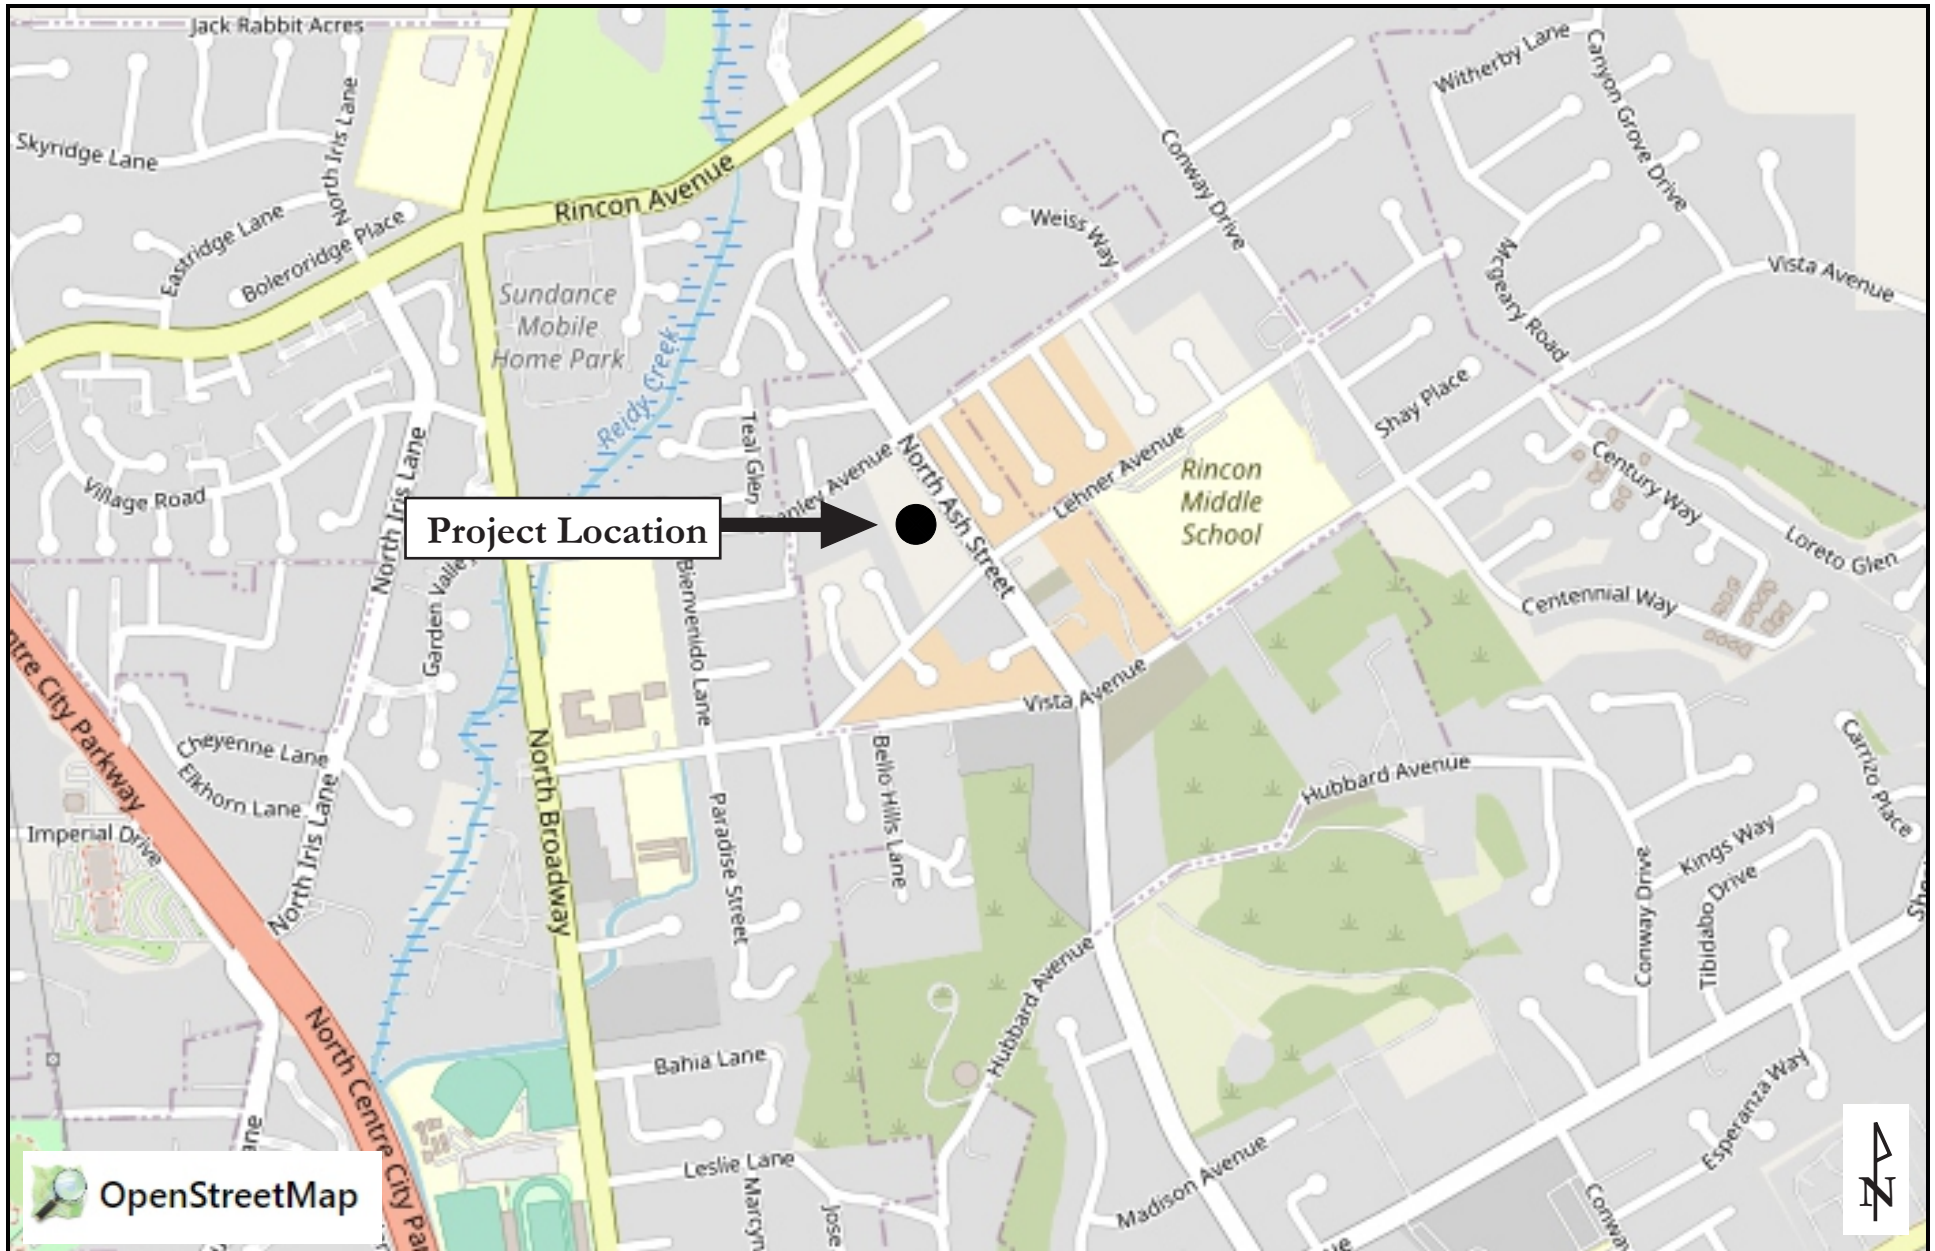 Jack Rabbit Acres
Witherby Lane
Canyon Grove Drive
Skyridge Lane
North Iris Lane
Conway Drive
Rincon Avenue
Eastridge Lane
Boleroridge Place
Weiss Way
Mcgeary Road
Vista Avenue
Sundance
Mobile
Home Park
Reidy Creek
Shay Place
Teal Glen
North Ash Street
Lehner Avenue
Rincon
Middle
School
Century Way
Village Road
North Iris Lane
Project Location
Loreto Glen
Garden Valley
Bienvenido Lane
Centennial Way
Vista Avenue
Cheyenne Lane
Elkhorn Lane
North Broadway
Bello Hills Lane
Hubbard Avenue
Carrizo Place
Imperial Drive
North Iris Lane
Paradise Street
Kings Way
Tibidabo Drive
Conway Drive
Hubbard Avenue
North Centre City
Bahia Lane
Esperanza Way
Leslie Lane
Madison Avenue
Jose
N
OpenStreetMap